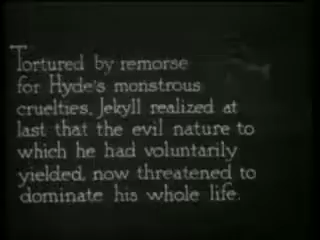 Tortured by remorse
for Hyde's monstrous
cruelties, Jekyll realized at
last that the evil nature to
which he had voluntarily
yielded, now threatened to
dominate his whole life.